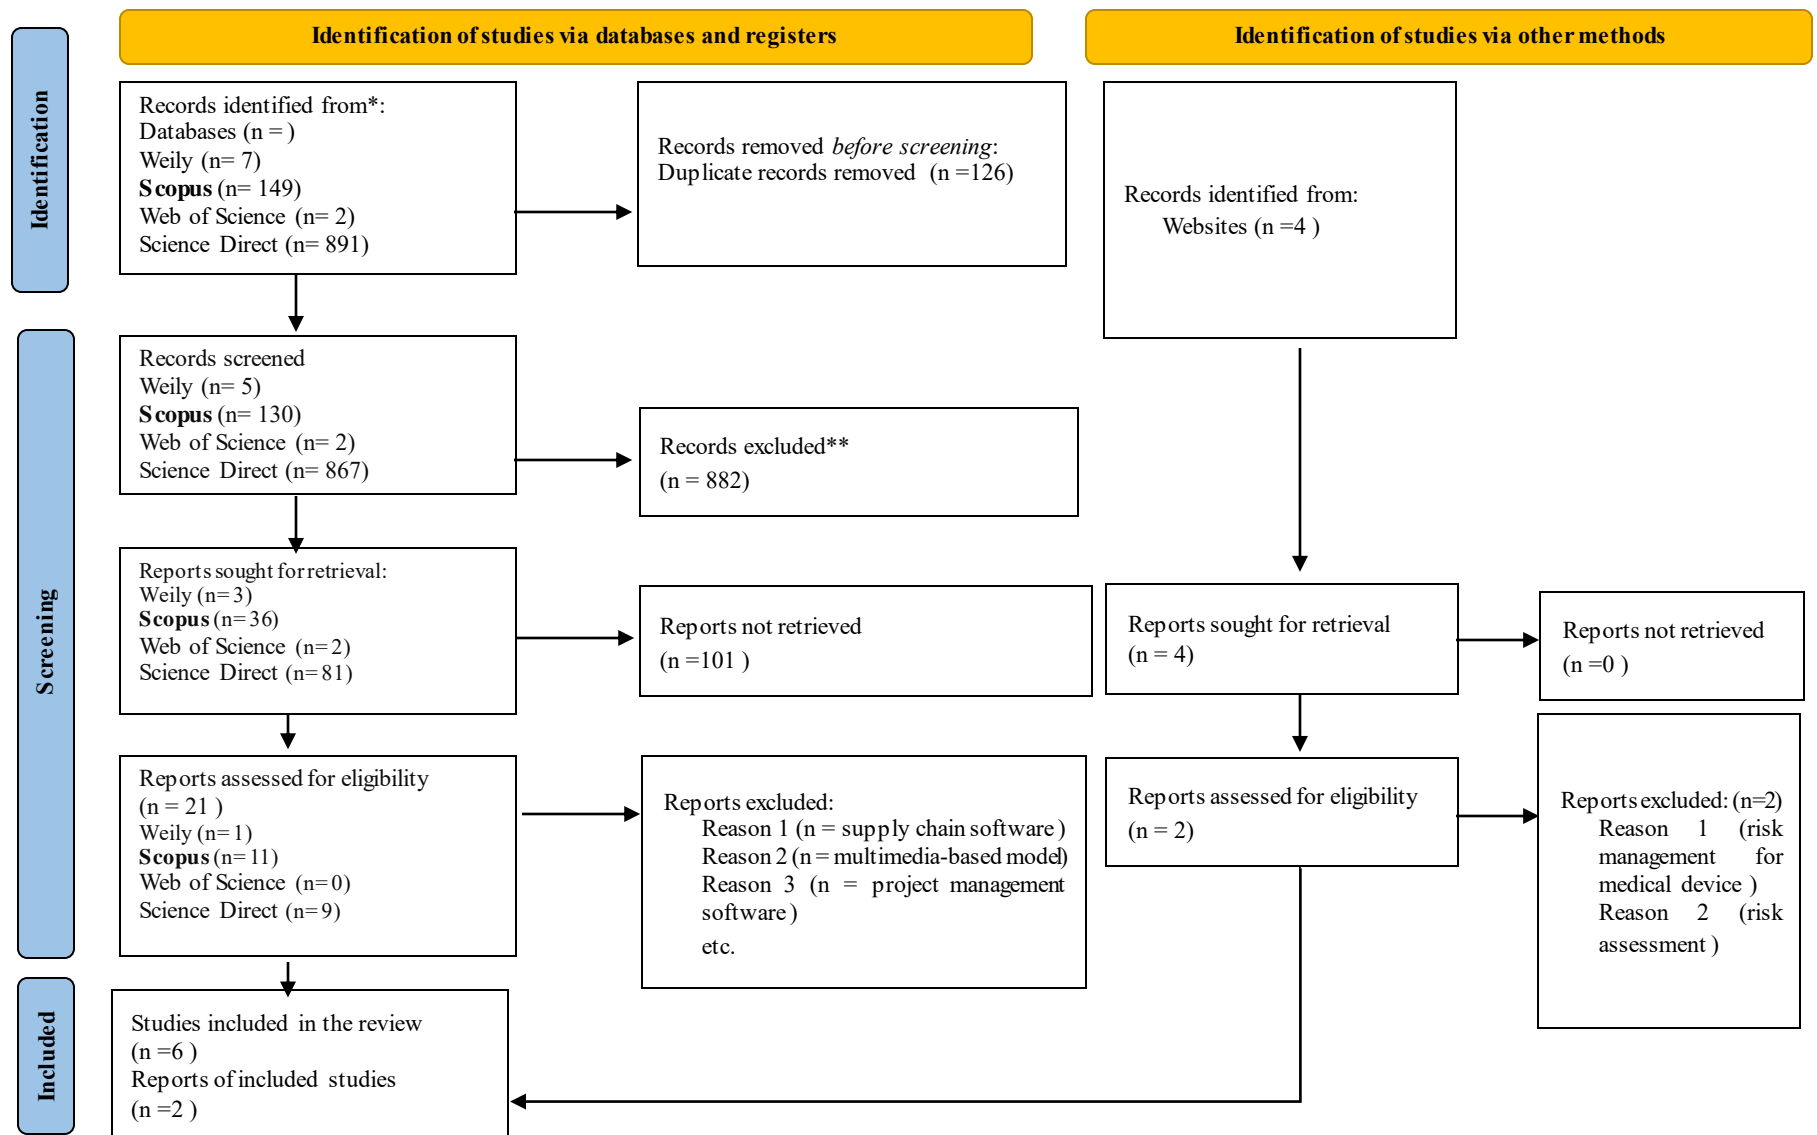 Identification of studies via databases and registers
Identification of studies via other methods
Identification
Records identified from*:
Databases (n = )
Weily (n= 7)
Scopus (n= 149)
Web of Science (n= 2)
Science Direct (n= 891)
Records removed before screening:
Duplicate records removed (n =126)
Records identified from:
Websites (n =4 )
Screening
Records screened
Weily (n= 5)
Scopus (n= 130)
Web of Science (n= 2)
Science Direct (n= 867)
Records excluded**
(n = 882)
Reports sought for retrieval:
Weily (n=3)
Scopus (n=36)
Web of Science (n=2)
Science Direct (n=81)
Reports not retrieved
(n =101 )
Reports sought for retrieval
(n = 4)
Reports not retrieved
(n =0 )
Reports assessed for eligibility
(n = 21 )
Weily (n=1)
Scopus (n=11)
Web of Science (n=0)
Science Direct (n=9)
Reports excluded:
Reason 1 (n = supply chain software )
Reason 2 (n = multimedia-based model)
Reason 3 (n = project management
software )
etc.
Reports assessed for eligibility
(n = 2)
Reports excluded: (n=2)
Reason 1 (risk
management for
medical device )
Reason 2 (risk
assessment )
Included
Studies included in the review
(n =6 )
Reports of included studies
(n =2 )